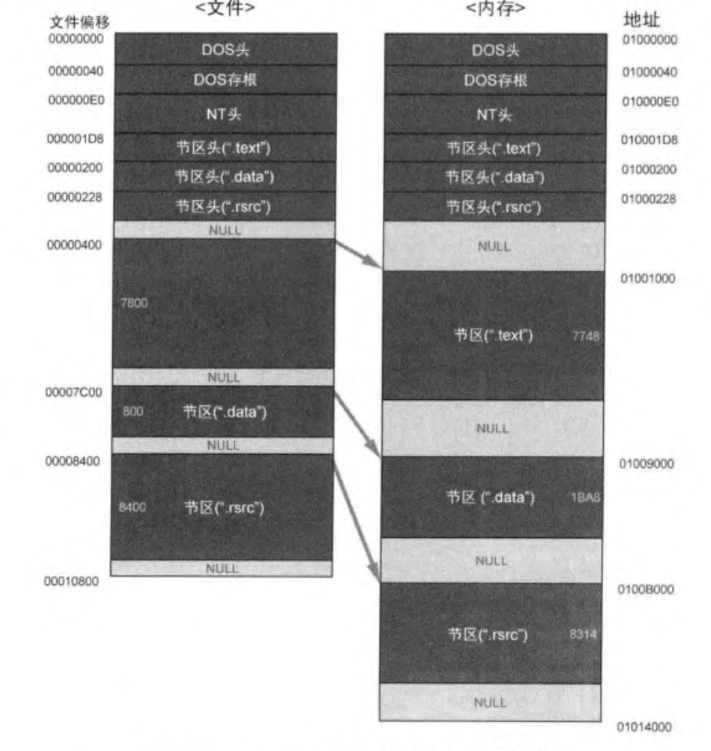 <文件>
<内存>
文件偏移
地址
00000000
DOS头
DOS头
01000000
00000040
DOS存根
DOS存根
01000040
000000E0
NT头
NT头
010000E0
000001D8
节区头(“.text”)
节区头(“.text”)
010001D8
00000200
节区头(“.data”)
节区头(“.data”)
01000200
00000228
节区头(“.rsrc”)
节区头(“.rsrc”)
01000228
NULL
00000400
NULL
01001000
7800
节区(“.text”)
7748
NULL
00007C00
800
节区(“.data”)
NULL
NULL
00008400
01009000
8400
节区(“.rsrc”)
节区 (“.data”)
1BA8
NULL
NULL
00010800
0100B000
节区(“.rsrc”)
8314
NULL
01014000